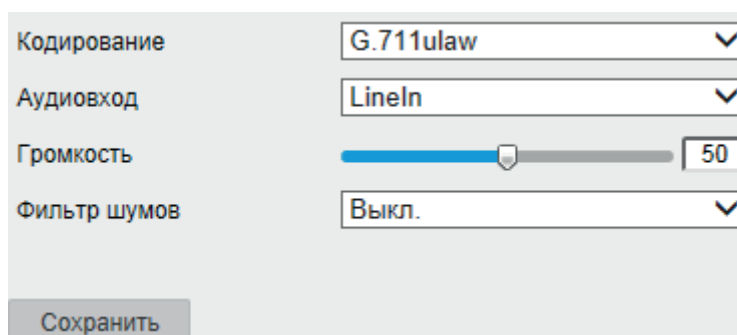 Кодирование G.711ulaw
Аудиовход LineIn
Громкость 50
Фильтр шумов Выкл.
Сохранить